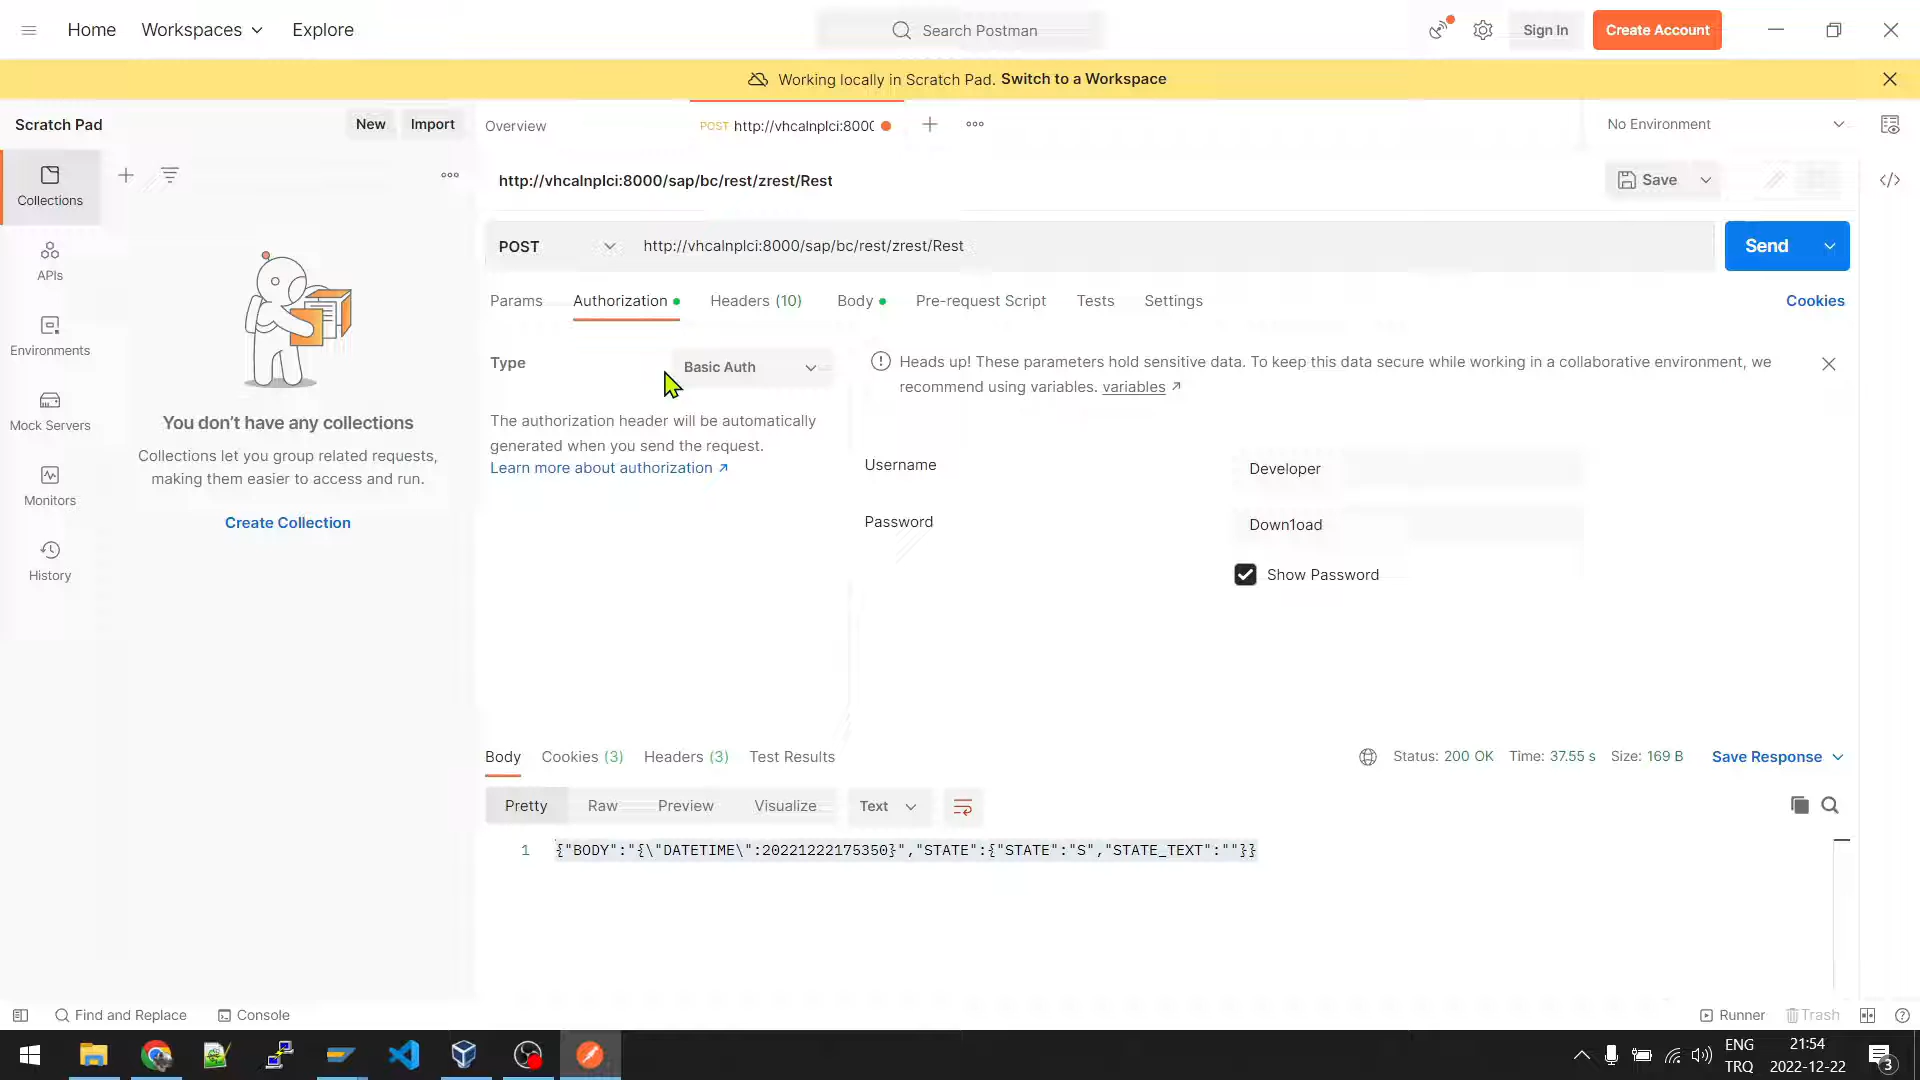 Home
Workspaces
Explore
Search Postman
Sign In
Create Account
Working locally in Scratch Pad. Switch to a Workspace
Scratch Pad
New
Import
Overview
POST http://vhcalnplci:8000
No Environment
Collections
http://vhcalnplci:8000/sap/bc/rest/zrest/Rest
Save
APIs
POST
http://vhcalnplci:8000/sap/bc/rest/zrest/Rest
Send
Params
Authorization
Headers (10)
Body
Pre-request Script
Tests
Settings
Cookies
Environments
Type
Basic Auth
Heads up! These parameters hold sensitive data. To keep this data secure while working in a collaborative environment, we
recommend using variables. variables ↗
Mock Servers
You don't have any collections
Collections let you group related requests,
making them easier to access and run.
Create Collection
The authorization header will be automatically
generated when you send the request.
Learn more about authorization ↗
Username
Developer
Monitors
Password
Down1oad
Show Password
History
Body
Cookies (3)
Headers (3)
Test Results
Status: 200 OK
Time: 37.55 s
Size: 169 B
Save Response
Pretty
Raw
Preview
Visualize
Text
1
{"BODY":"{\"DATETIME\":20221222175350}","STATE":{"STATE":"S","STATE_TEXT":""}}
Find and Replace
Console
Runner
Trash
ENG
TRQ
21:54
2022-12-22
3